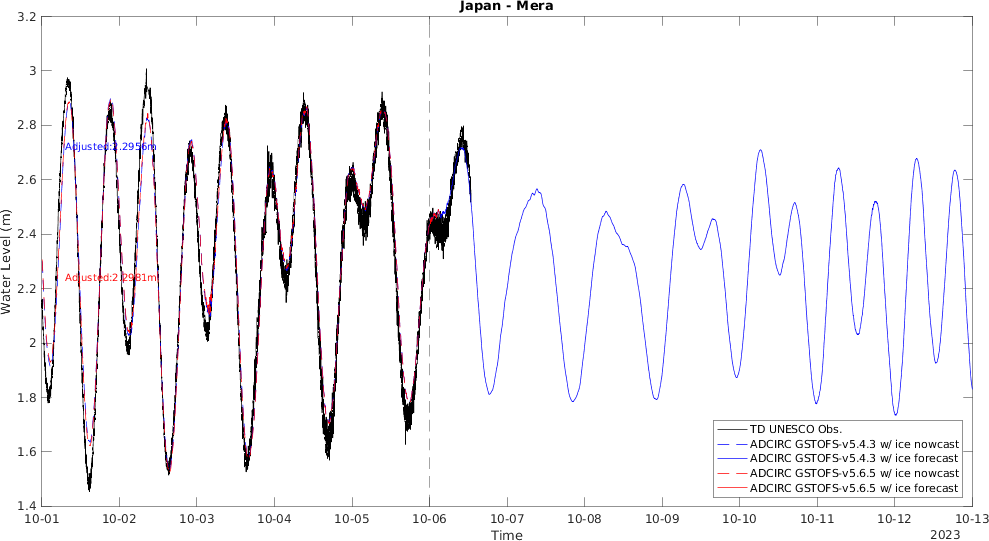 Japan - Mera
3.2
3
2.8
2.6
2.4
2.2
2
1.8
1.6
1.4
Water Level (m)
Adjusted:2.2956m
Adjusted:2.2981m
TD UNESCO Obs.
ADCIRC GSTOFS-v5.4.3 w/ ice nowcast
ADCIRC GSTOFS-v5.4.3 w/ ice forecast
ADCIRC GSTOFS-v5.6.5 w/ ice nowcast
ADCIRC GSTOFS-v5.6.5 w/ ice forecast
10-01 10-02 10-03 10-04 10-05 10-06 10-07 10-08 10-09 10-10 10-11 10-12 10-13
Time
2023